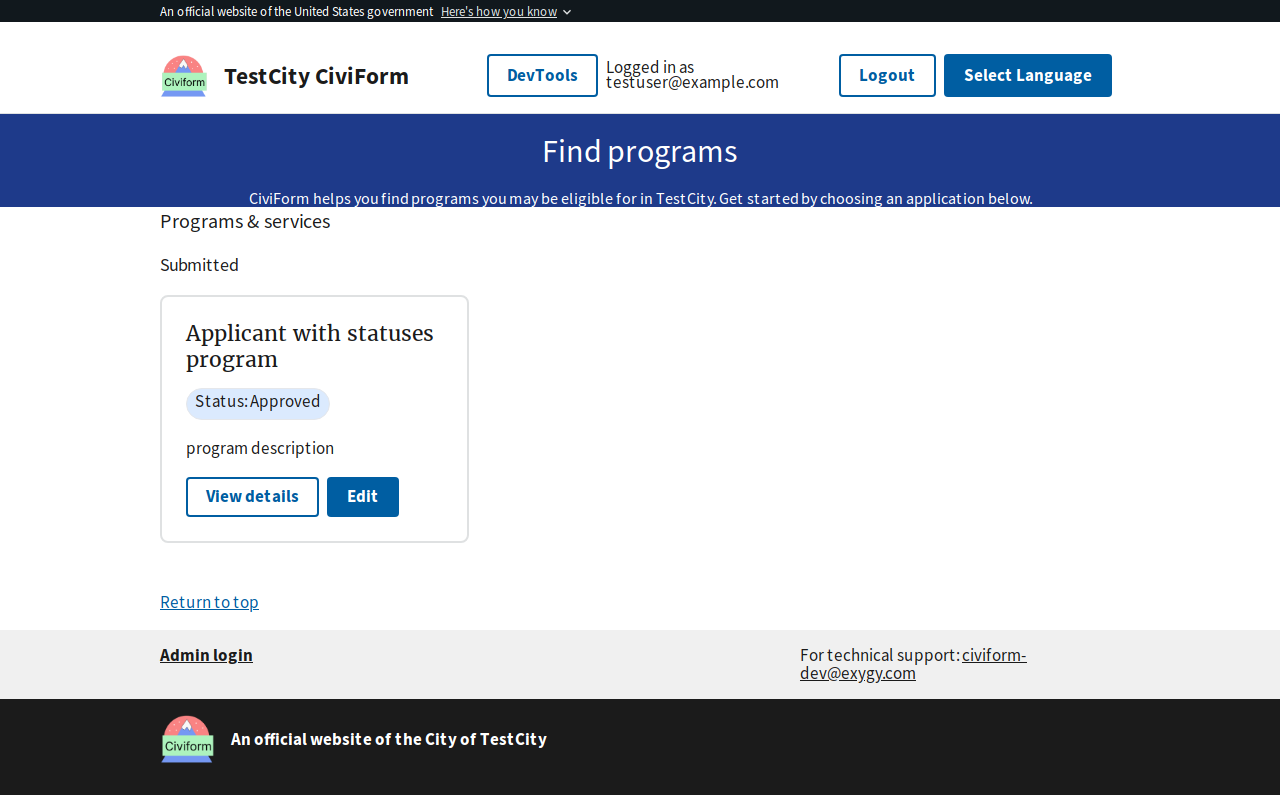 An official website of the United States government Here's how you know
Civiform
TestCity CiviForm
DevTools
Logged in as
testuser@example.com
Logout
Select Language
Find programs
CiviForm helps you find programs you may be eligible for in TestCity. Get started by choosing an application below.
Programs & services
Submitted
Applicant with statuses
program
Status: Approved
program description
View details
Edit
Return to top
Admin login
For technical support: civiform-
dev@exygy.com
Civiform
An official website of the City of TestCity